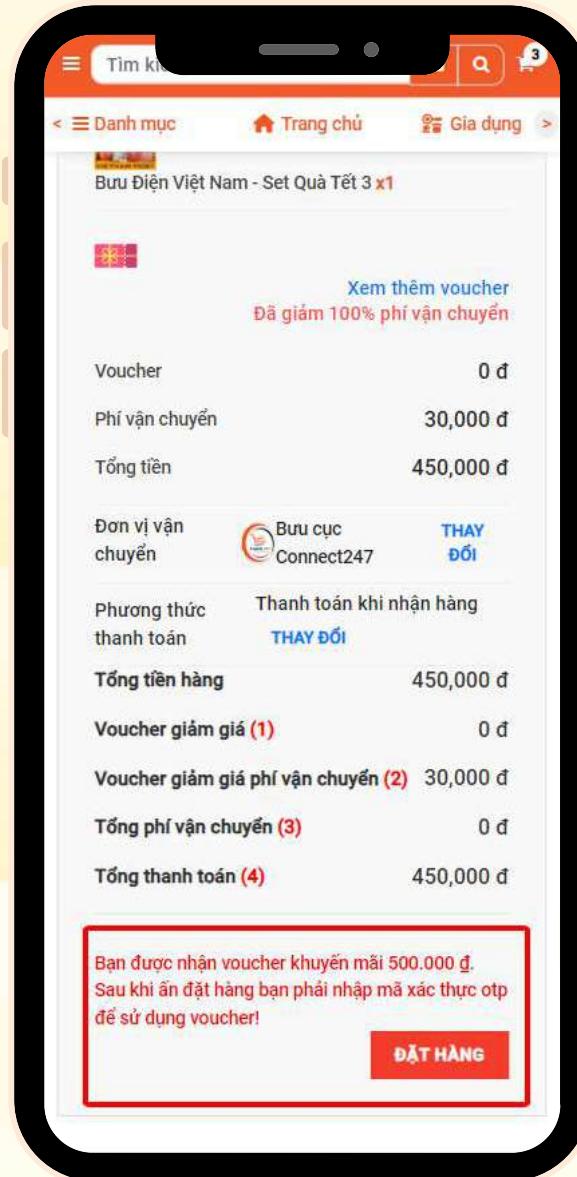 Tìm
3
< Danh mục Trang chủ Gia dụng >
Bưu Điện Việt Nam - Set Quà Tết 3 x1
Xem thêm voucher
Đã giảm 100% phí vận chuyển
Voucher 0 đ
Phí vận chuyển 30,000 đ
Tổng tiền 450,000 đ
Đơn vị vận Bưu cục THAY
chuyển Connect247 ĐỔI
Phương thức Thanh toán khi nhận hàng
thanh toán THAY ĐỔI
Tổng tiền hàng 450,000 đ
Voucher giảm giá (1) 0 đ
Voucher giảm giá phí vận chuyển (2) 30,000 đ
Tổng phí vận chuyển (3) 0 đ
Tổng thanh toán (4) 450,000 đ
Bạn được nhận voucher khuyến mãi 500.000 ₫.
Sau khi ấn đặt hàng bạn phải nhập mã xác thực otp
để sử dụng voucher!
ĐẶT HÀNG